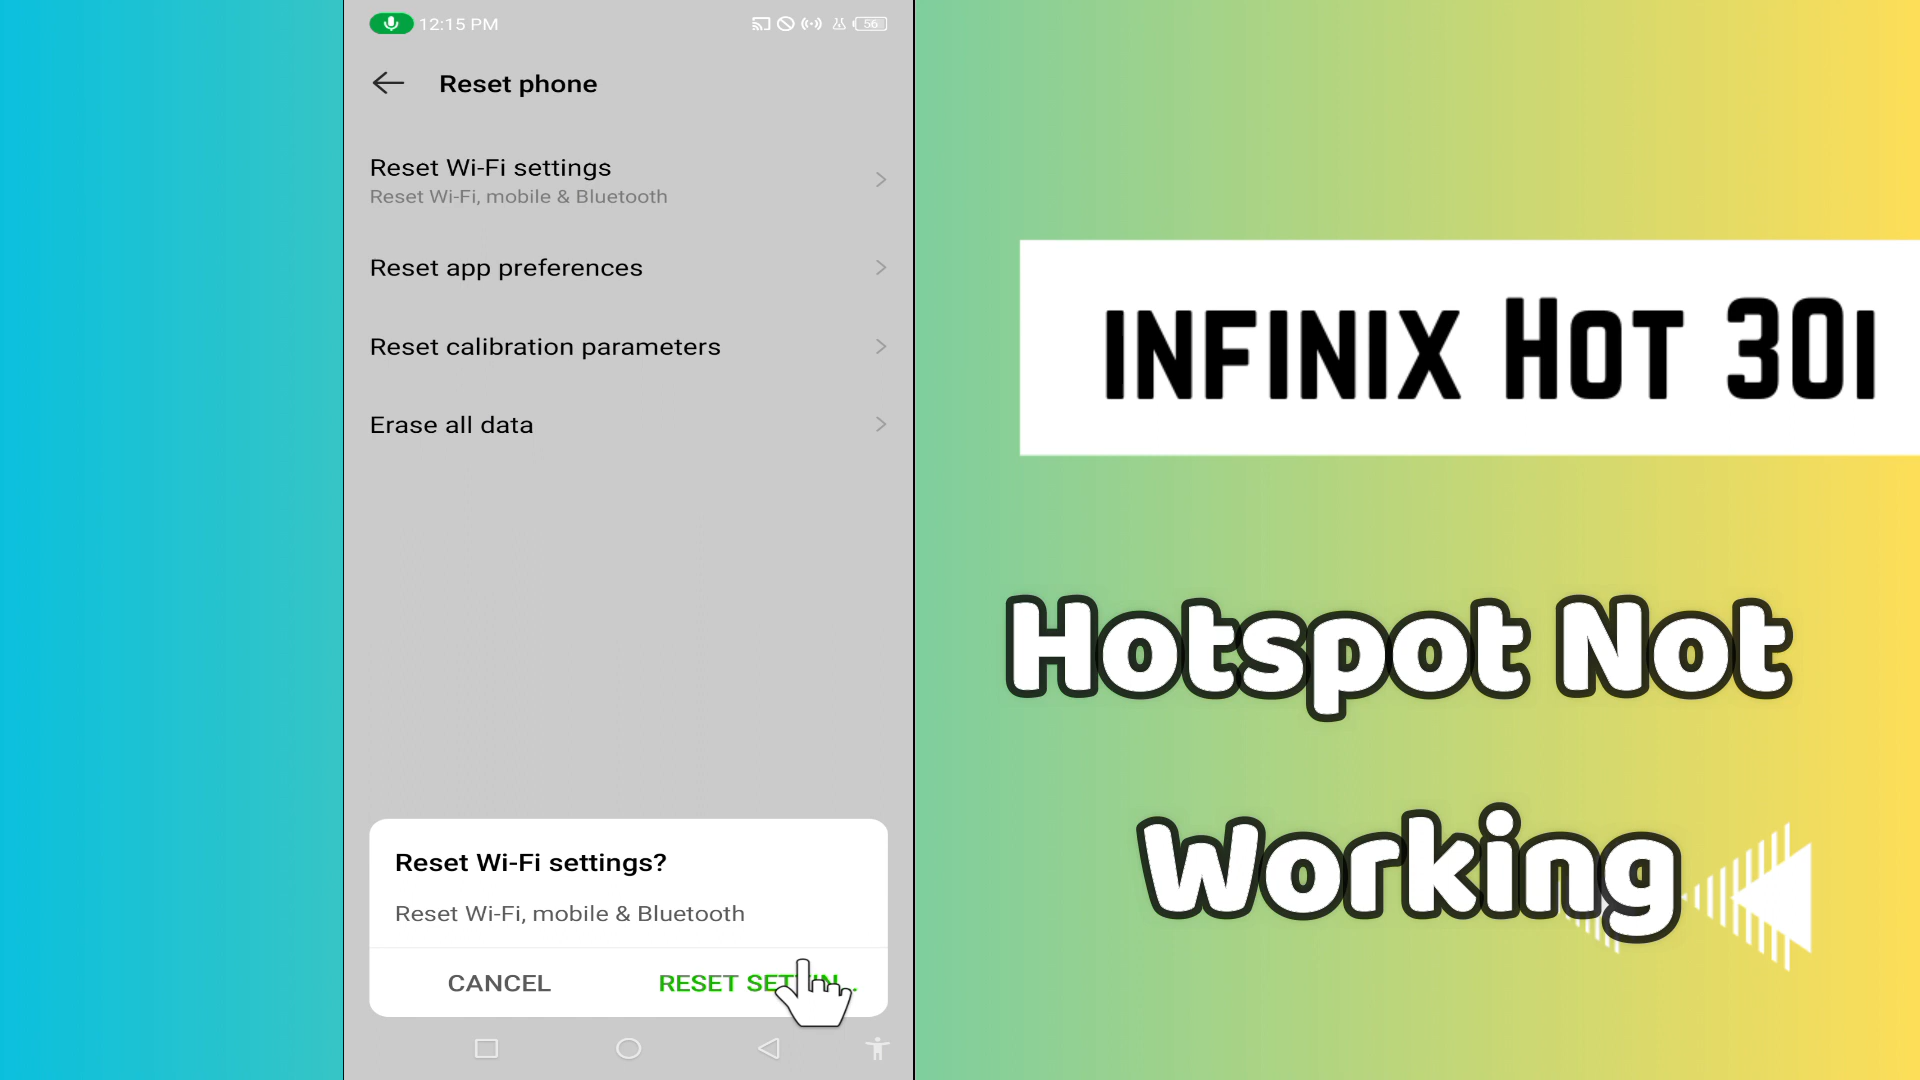 12:15 PM
56
Reset phone
Reset Wi-Fi settings
Reset Wi-Fi, mobile & Bluetooth
Reset app preferences
Reset calibration parameters
Erase all data
Reset Wi-Fi settings?
Reset Wi-Fi, mobile & Bluetooth
CANCEL
RESET
INFINIX HOT 30I
Hotspot Not
Working